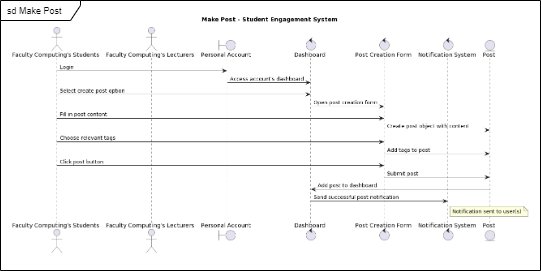 sd Make Post
Make Post - Student Engagement System
Faculty Computing's Students Faculty Computing's Lecturers Personal Account Dashboard Post Creation Form Notification System Post
Login
Access account's dashboard
Select create post option
Open post creation form
Fill in post content
Create post object with content
Choose relevant tags
Add tags to post
Click post button
Submit post
Add post to dashboard
Send successful post notification
Notification sent to user(s)
Faculty Computing's Students Faculty Computing's Lecturers Personal Account Dashboard Post Creation Form Notification System Post